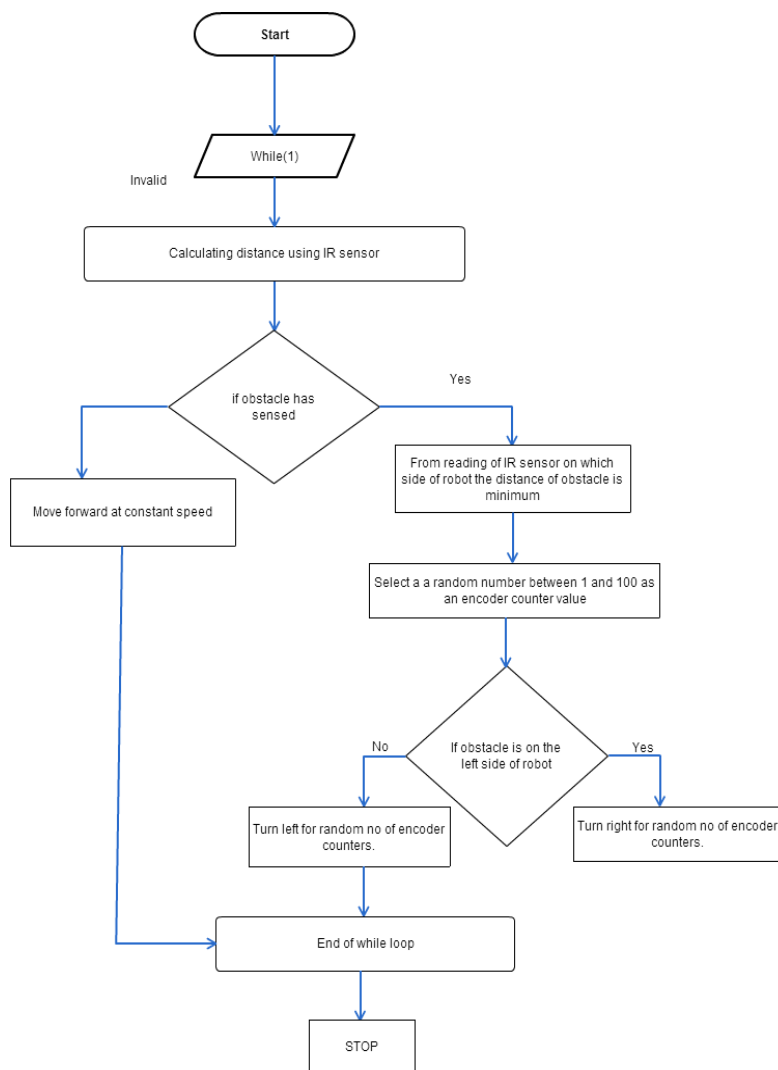 Start
While(1)
Invalid
Calculating distance using IR sensor
if obstacle has
sensed
Yes
From reading of IR sensor on which
side of robot the distance of obstacle is
minimum
Move forward at constant speed
Select a a random number between 1 and 100 as
an encoder counter value
No
If obstacle is on the
left side of robot
Yes
Turn left for random no of encoder
counters.
Turn right for random no of encoder
counters.
End of while loop
STOP